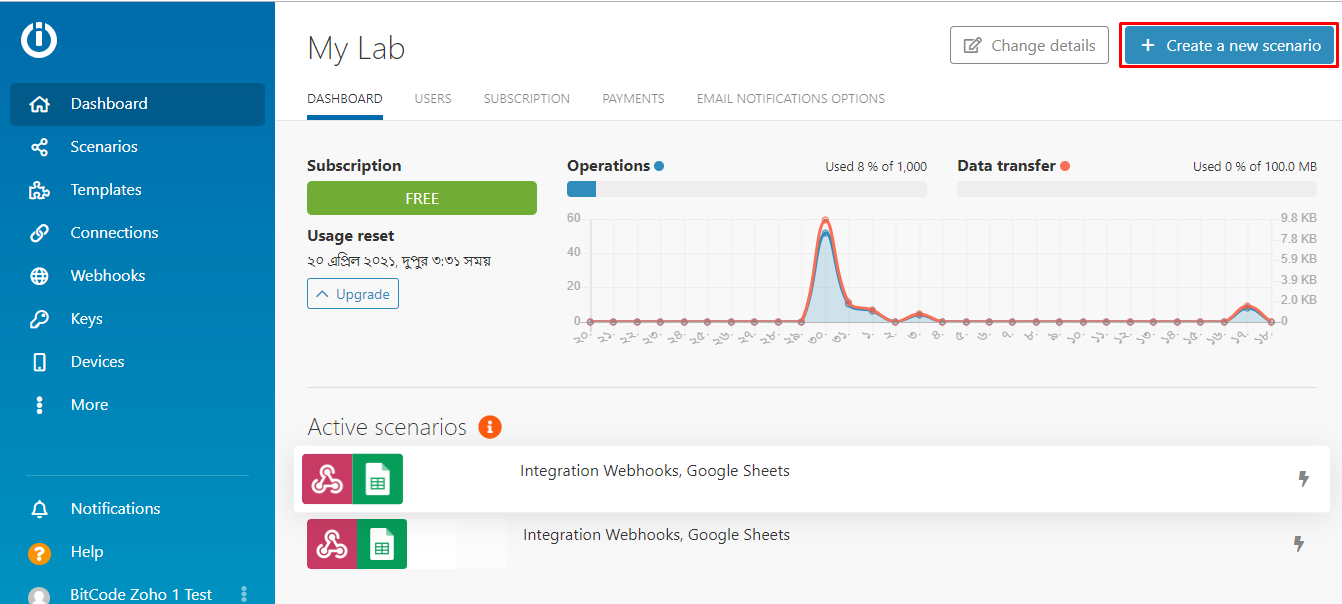 My Lab
Change details
+ Create a new scenario
Dashboard
Scenarios
Templates
Connections
Webhooks
Keys
Devices
More
Notifications
Help
BitCode Zoho 1 Test
DASHBOARD USERS SUBSCRIPTION PAYMENTS EMAIL NOTIFICATIONS OPTIONS
Subscription
FREE
Usage reset
২০ এপ্রিল ২০২১, দুপুর ৩:৩১ সময়
Upgrade
Operations Used 8 % of 1,000
Data transfer Used 0 % of 100.0 MB
60
40
20
0
9.8 KB
7.8 KB
5.9 KB
3.9 KB
2.0 KB
0
২০. ২১. ২২. ২৩. ২৪. ২৫. ২৬. ২৭. ২৮. ২৯. ৩০. ৩১. ১. ২. ৩. ৪. ৫. ৬. ৭. ৮. ৯. ১০. ১১. ১২. ১৩. ১৪. ১৫. ১৬. ১৭. ১৮.
Active scenarios
Integration Webhooks, Google Sheets
Integration Webhooks, Google Sheets